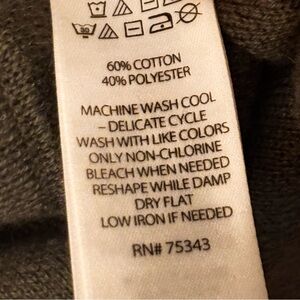 60% COTTON
40% POLYESTER
MACHINE WASH COOL
– DELICATE CYCLE
WASH WITH LIKE COLORS
ONLY NON-CHLORINE
BLEACH WHEN NEEDED
RESHAPE WHILE DAMP
DRY FLAT
LOW IRON IF NEEDED
RN# 75343